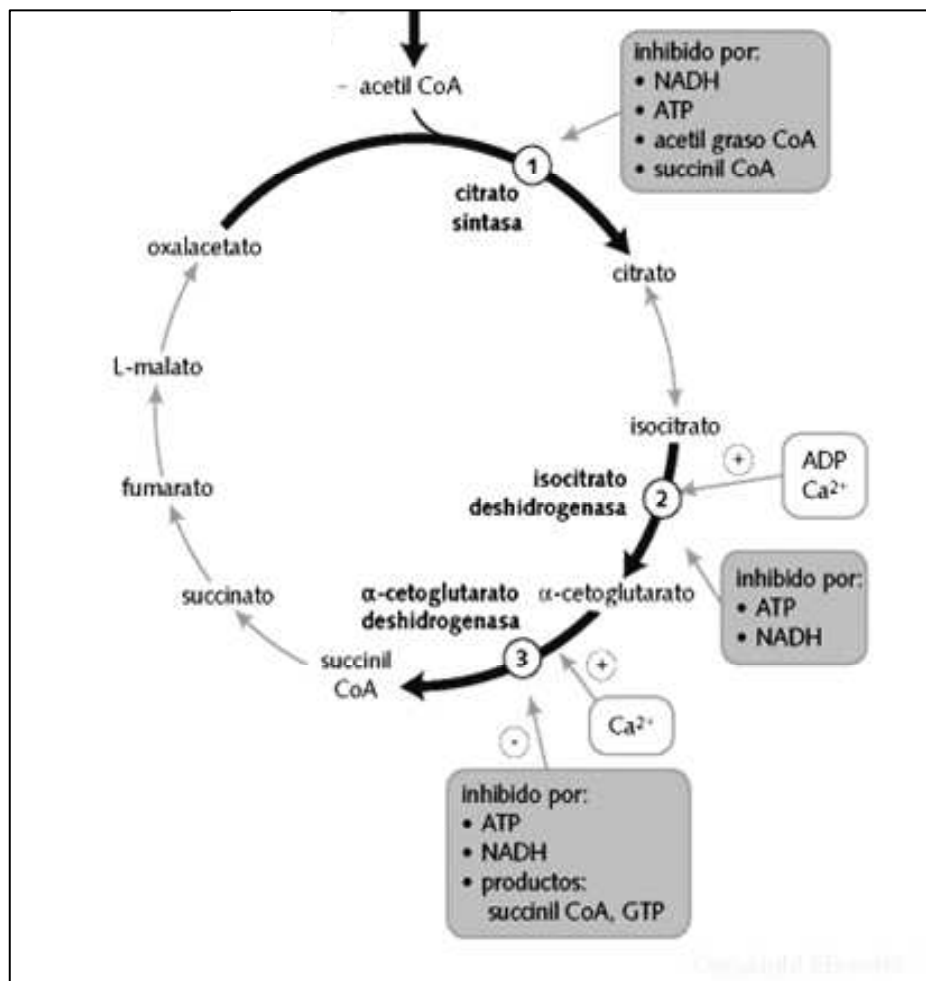 acetil CoA
inhibido por:
• NADH
• ATP
• acetil graso CoA
• succinil CoA
1
citrato
sintasa
oxalacetato
citrato
L-malato
isocitrato
+
ADP
Ca²⁺
isocitrato
deshidrogenasa
2
fumarato
inhibido por:
• ATP
• NADH
succinato
α-cetoglutarato
deshidrogenasa
α-cetoglutarato
3
succinil
CoA
+
Ca²⁺
-
inhibido por:
• ATP
• NADH
• productos:
succinil CoA, GTP